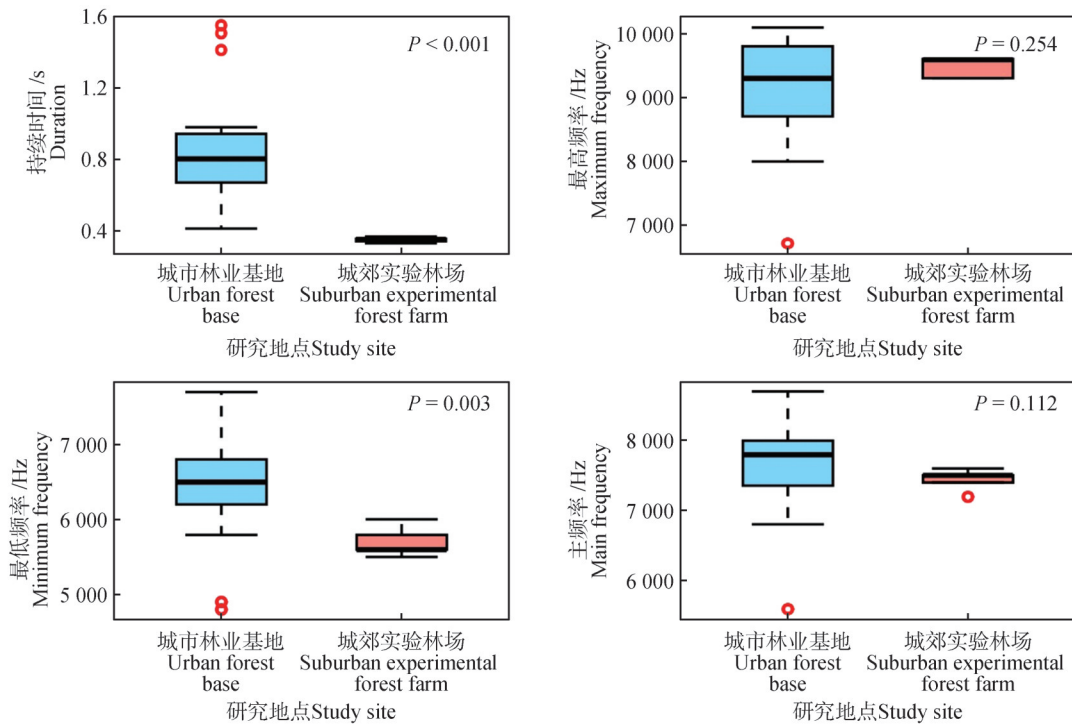 持续时间 /s
Duration
1.6
1.2
0.8
0.4
P < 0.001
城市林业基地
Urban forest
base
城郊实验林场
Suburban experimental
forest farm
研究地点Study site
最高频率 /Hz
Maximum frequency
10 000
9 000
8 000
7 000
P = 0.254
城市林业基地
Urban forest
base
城郊实验林场
Suburban experimental
forest farm
研究地点Study site
最低频率 /Hz
Minimum frequency
7 000
6 000
5 000
P = 0.003
城市林业基地
Urban forest
base
城郊实验林场
Suburban experimental
forest farm
研究地点Study site
主频率 /Hz
Main frequency
8 000
7 000
6 000
P = 0.112
城市林业基地
Urban forest
base
城郊实验林场
Suburban experimental
forest farm
研究地点Study site